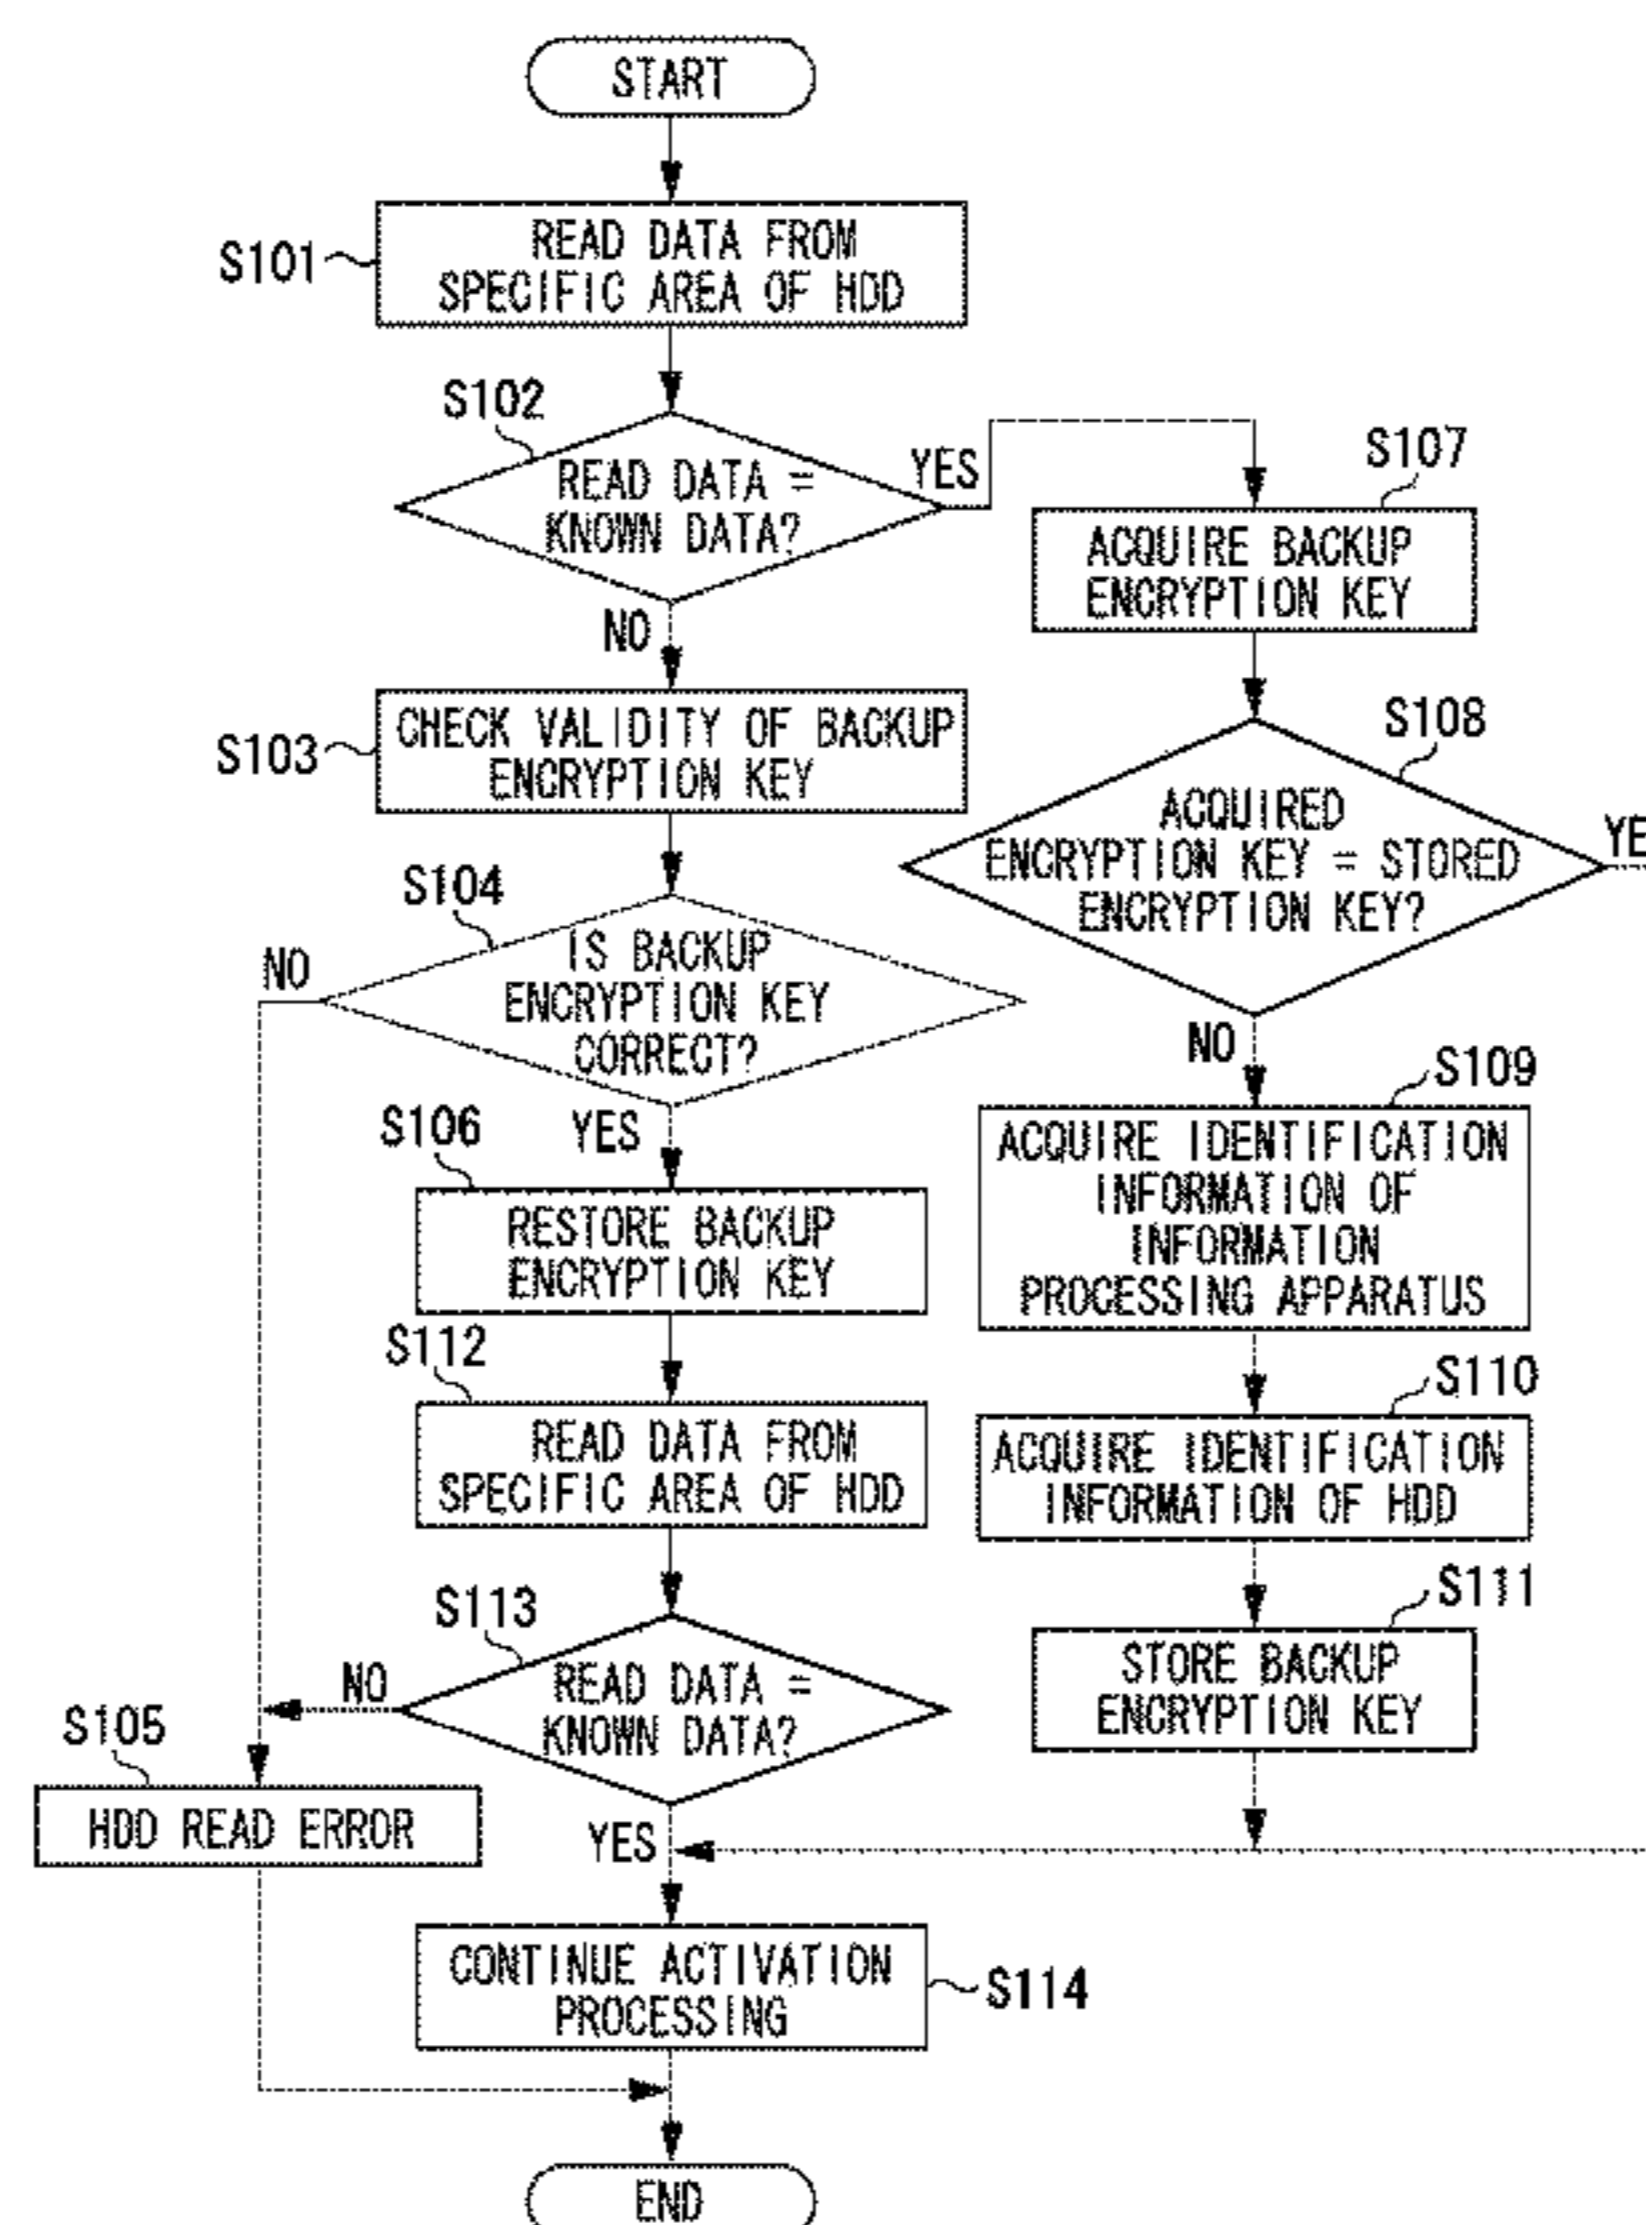 START
S101
READ DATA FROM
SPECIFIC AREA OF HDD
S102
READ DATA =
KNOWN DATA?
YES
NO
S103
CHECK VALIDITY OF BACKUP
ENCRYPTION KEY
S104
IS BACKUP
ENCRYPTION KEY
CORRECT?
NO
YES
S106
RESTORE BACKUP
ENCRYPTION KEY
S112
READ DATA FROM
SPECIFIC AREA OF HDD
S113
READ DATA =
KNOWN DATA?
NO
YES
S105
HDD READ ERROR
S107
ACQUIRE BACKUP
ENCRYPTION KEY
S108
ACQUIRED
ENCRYPTION KEY = STORED
ENCRYPTION KEY?
YE
NO
S109
ACQUIRE IDENTIFICATION
INFORMATION OF
INFORMATION
PROCESSING APPARATUS
S110
ACQUIRE IDENTIFICATION
INFORMATION OF HDD
S111
STORE BACKUP
ENCRYPTION KEY
CONTINUE ACTIVATION
PROCESSING
S114
END